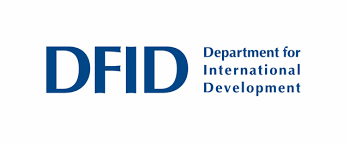 DFID
Department for
International
Development